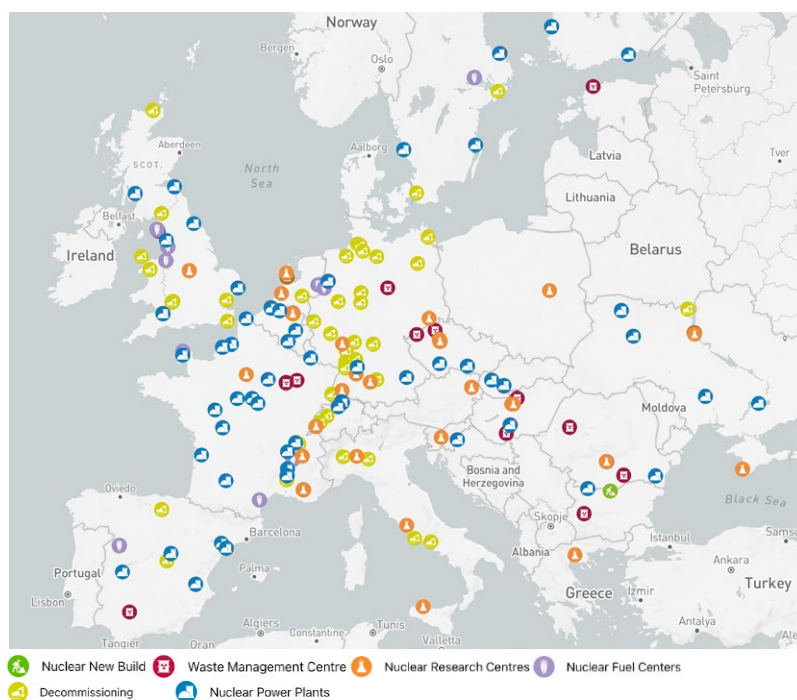 Norway
Bergen
Oslo
Saint
Petersburg
Aberdeen
SCOT.
North
Sea
Aalborg
Tver
Latvia
Lithuania
Belfast
Ireland
Belarus
Moldova
Bosnia and
Herzegovina
Oviedo
Black Sea
Skopje
Barcelona
Istanbul
Samsu
Albania
Ankara
Portugal
Palma
Greece
Izmir
Turkey
Lisbon
Algiers
Tunis
Antalya
Ale
Tangier
Oran
Constantine
Valletta
Nuclear New Build Waste Management Centre Nuclear Research Centres Nuclear Fuel Centers
Decommissioning Nuclear Power Plants